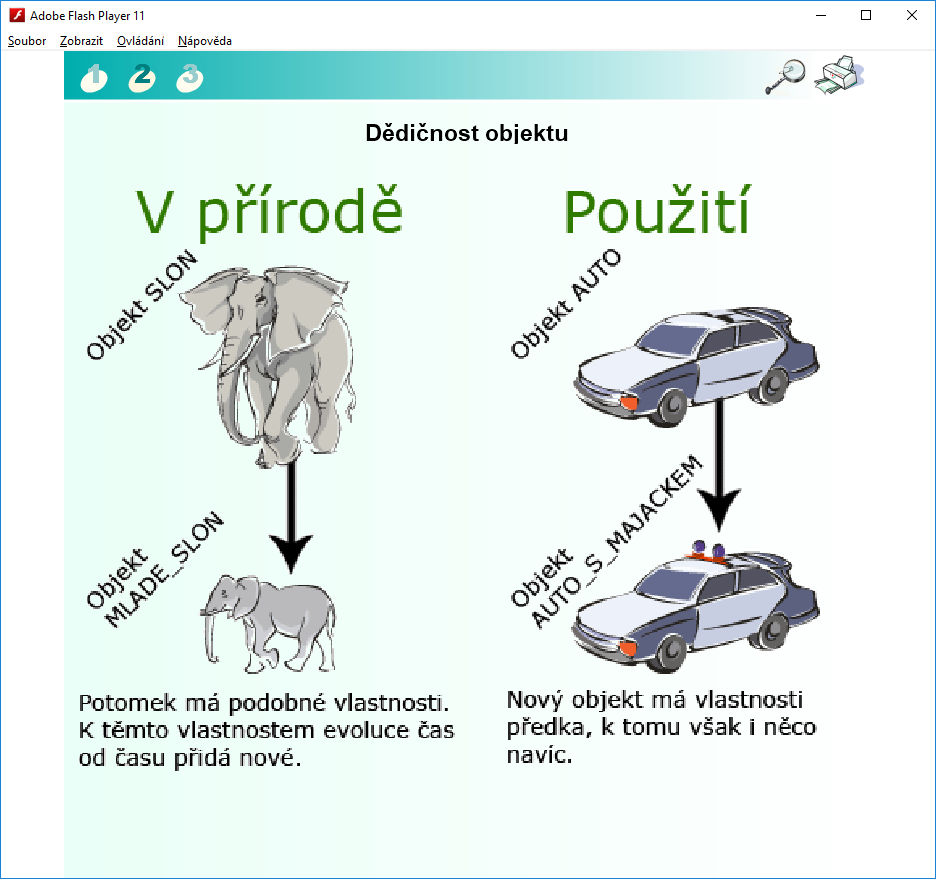 Adobe Flash Player 11
Soubor Zobrazit Ovládání Nápověda
1 2 3
Dědičnost objektu
V přírodě
Objekt SLON
Objekt
MLADE_SLON
Potomek má podobné vlastnosti.
K těmto vlastnostem evoluce čas
od času přidá nové.
Použití
Objekt AUTO
Objekt
AUTO_S_MAJACKEM
Nový objekt má vlastnosti
předka, k tomu však i něco
navíc.